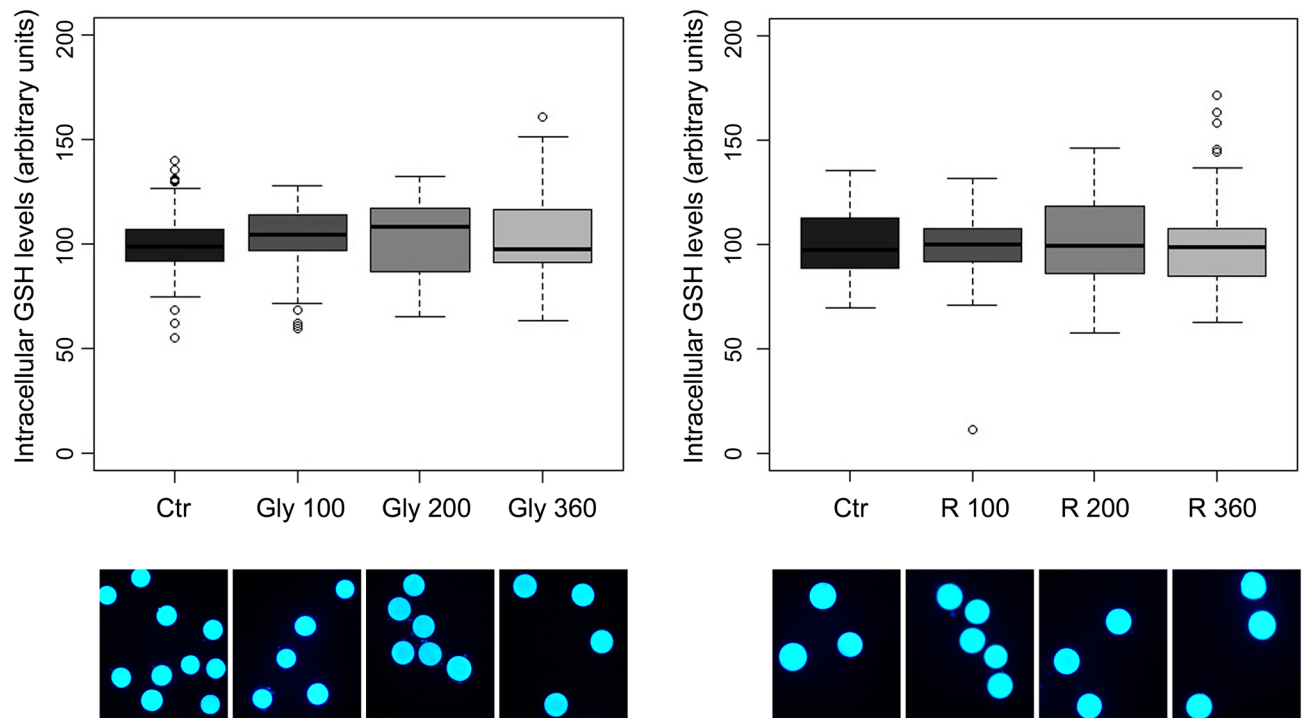 Intracellular GSH levels (arbitrary units)
200
150
100
50
0
Ctr Gly 100 Gly 200 Gly 360
Intracellular GSH levels (arbitrary units)
200
150
100
50
0
Ctr R 100 R 200 R 360